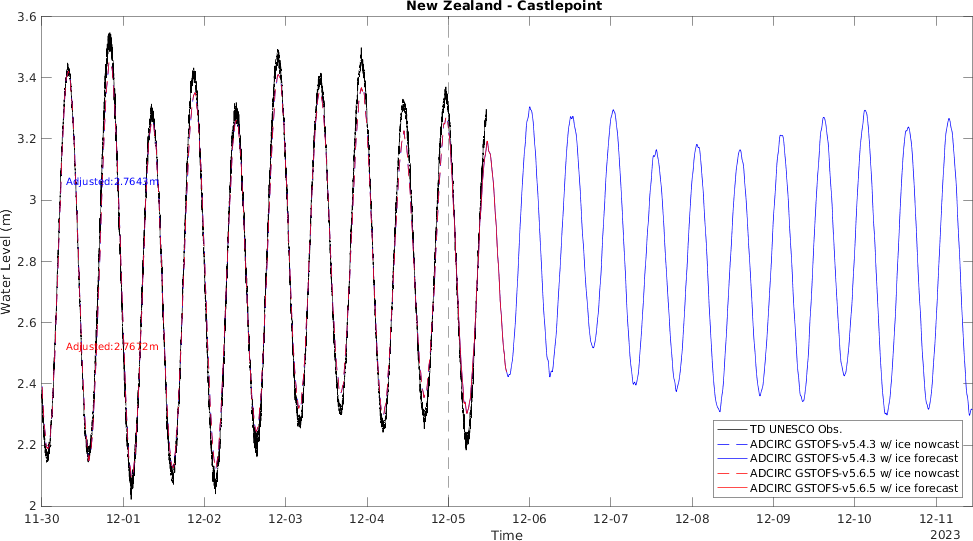 New Zealand - Castlepoint
3.6
3.4
3.2
3
2.8
2.6
2.4
2.2
2
Water Level (m)
Adjusted:2.7643m
Adjusted:2.7672m
TD UNESCO Obs.
ADCIRC GSTOFS-v5.4.3 w/ ice nowcast
ADCIRC GSTOFS-v5.4.3 w/ ice forecast
ADCIRC GSTOFS-v5.6.5 w/ ice nowcast
ADCIRC GSTOFS-v5.6.5 w/ ice forecast
11-30 12-01 12-02 12-03 12-04 12-05 12-06 12-07 12-08 12-09 12-10 12-11
Time
2023